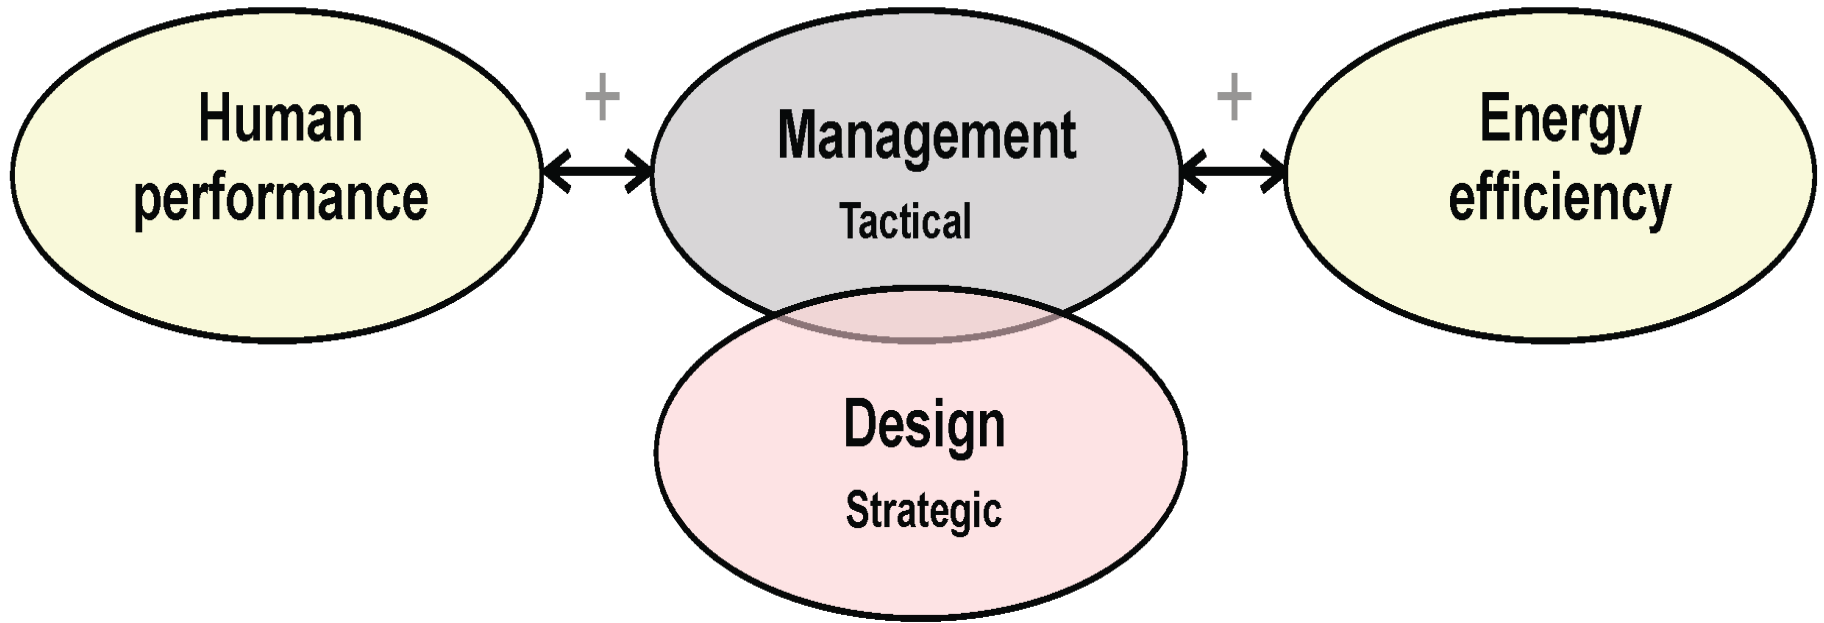 Human
performance
+
Management
Tactical
+
Energy
efficiency
Design
Strategic